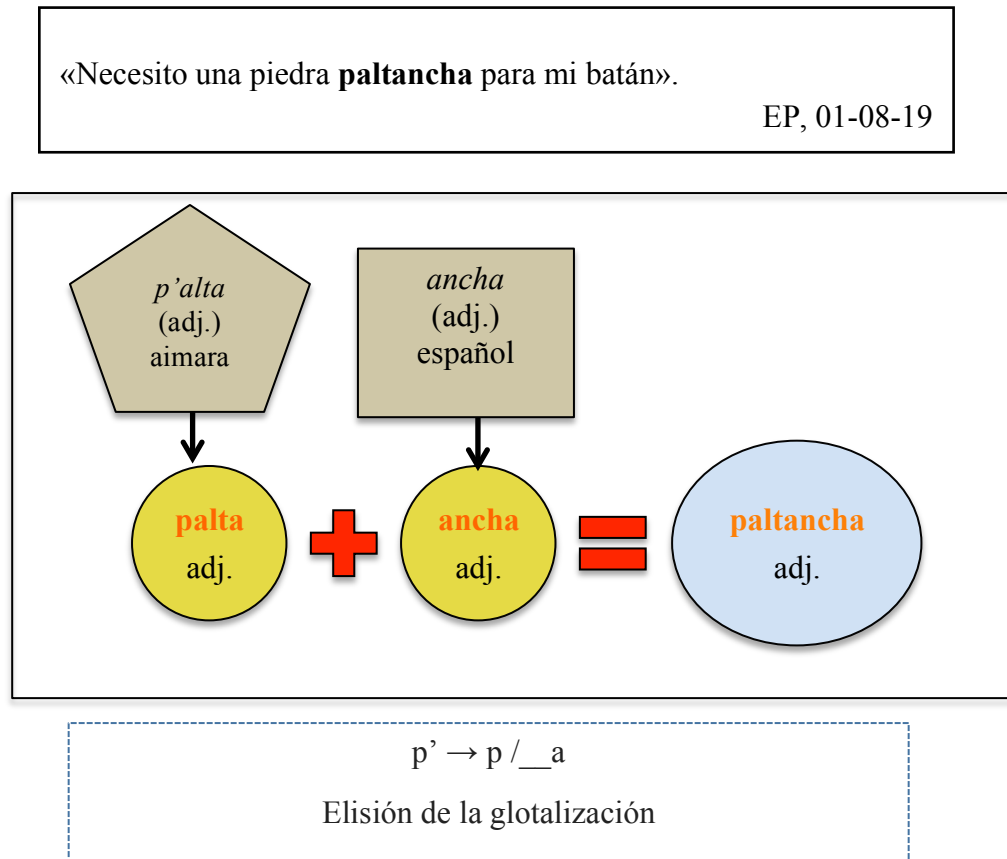 «Necesito una piedra paltancha para mi batán».
EP, 01-08-19
p’alta
(adj.)
aimara
ancha
(adj.)
español
palta
adj.
ancha
adj.
paltancha
adj.
p’ → p /__a
Elisión de la glotalización